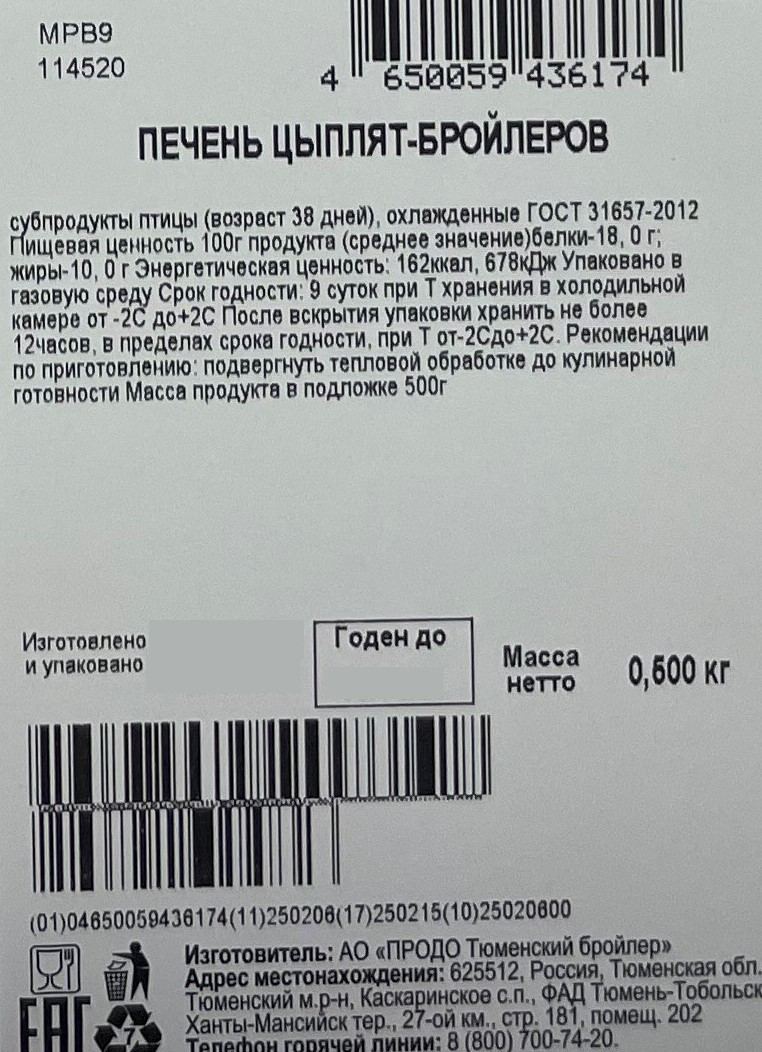 МРВ9
114520
4 650059 436174
ПЕЧЕНЬ ЦЫПЛЯТ-БРОЙЛЕРОВ
субпродукты птицы (возраст 38 дней), охлажденные ГОСТ 31657-2012
Пищевая ценность 100г продукта (среднее значение)белки-18, 0 г;
жиры-10, 0 г Энергетическая ценность: 162ккал, 678кДж Упаковано в
газовую среду Срок годности: 9 суток при Т хранения в холодильной
камере от -2С до+2С После вскрытия упаковки хранить не более
12часов, в пределах срока годности, при Т от-2Сдо+2С. Рекомендации
по приготовлению: подвергнуть тепловой обработке до кулинарной
готовности Масса продукта в подложке 500г
Изготовлено
и упаковано
Годен до
Масса
нетто
0,500 кг
(01)04650059436174(11)250206(17)250215(10)25020600
Изготовитель: АО «ПРОДО Тюменский бройлер»
Адрес местонахождения: 625512, Россия, Тюменская обл.
Тюменский м.р-н, Каскаринское с.п., ФАД Тюмень-Тобольск
Ханты-Мансийск тер., 27-ой км., стр. 181, помещ. 202
Телефон горячей линии: 8 (800) 700-74-20.
EAC
7